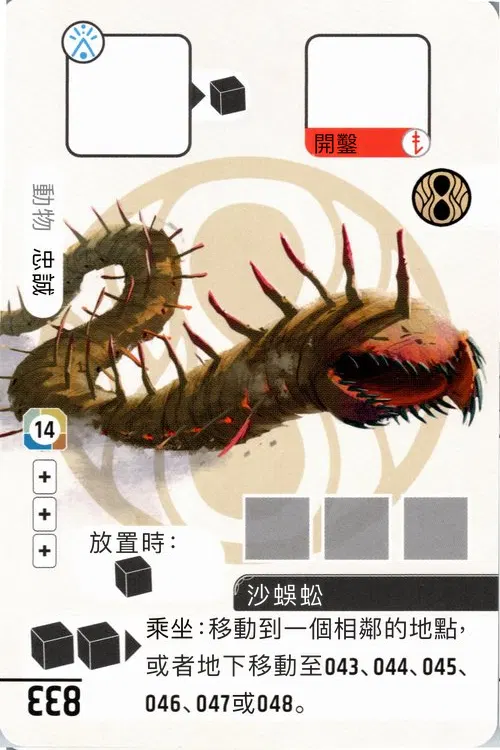 開鑿
動物 忠誠
14
+
+
+
放置時：
沙蜈蚣
乘坐：移動到一個相鄰的地點，
或者地下移動至043、044、045、
046、047或048。
833